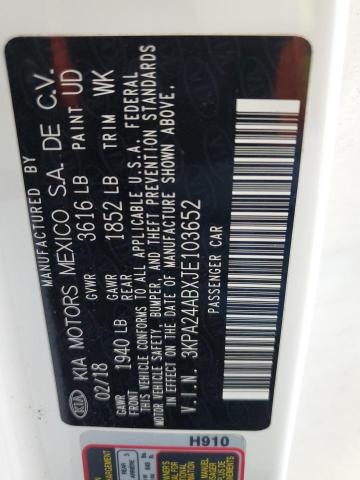 MANUFACTURED BY
KIA KIA MOTORS MEXICO S.A. DE C.V.
02/18 GVWR 3616 LB PAINT UD
GAWR 1940 LB GAWR REAR 1852 LB TRIM WK
THIS VEHICLE CONFORMS TO ALL APPLICABLE U.S.A. FEDERAL
MOTOR VEHICLE SAFETY, BUMPER, AND THEFT PREVENTION STANDARDS
IN EFFECT ON THE DATE OF MANUFACTURE SHOWN ABOVE.
V.I.N. 3KPA24ABXJE103652
PASSENGER CAR
H910
REAR